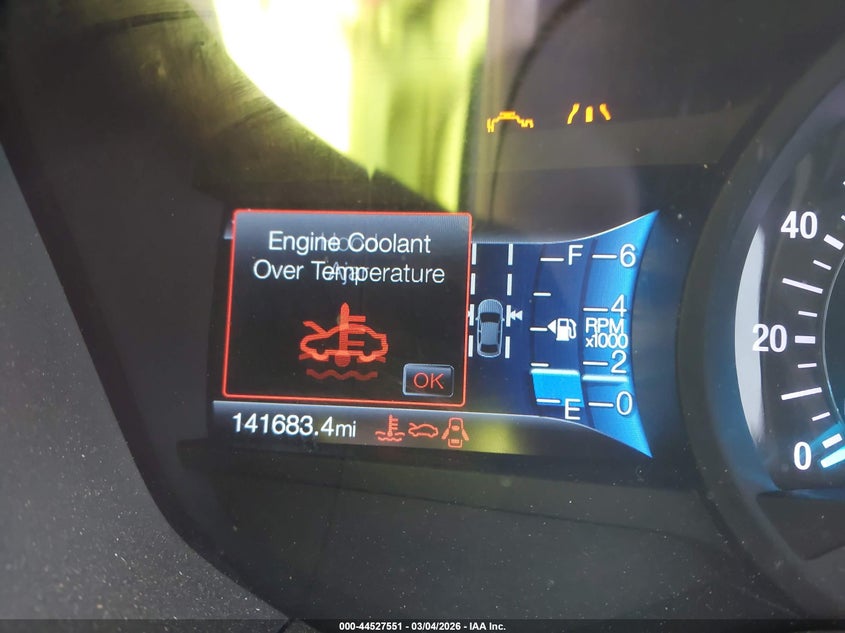 Engine Coolant
Over Temperature
OK
141683.4mi
F
E
6
4
RPM
x1000
2
0
40
20
0
000-44527551 - 03/04/2026 - IAA Inc.